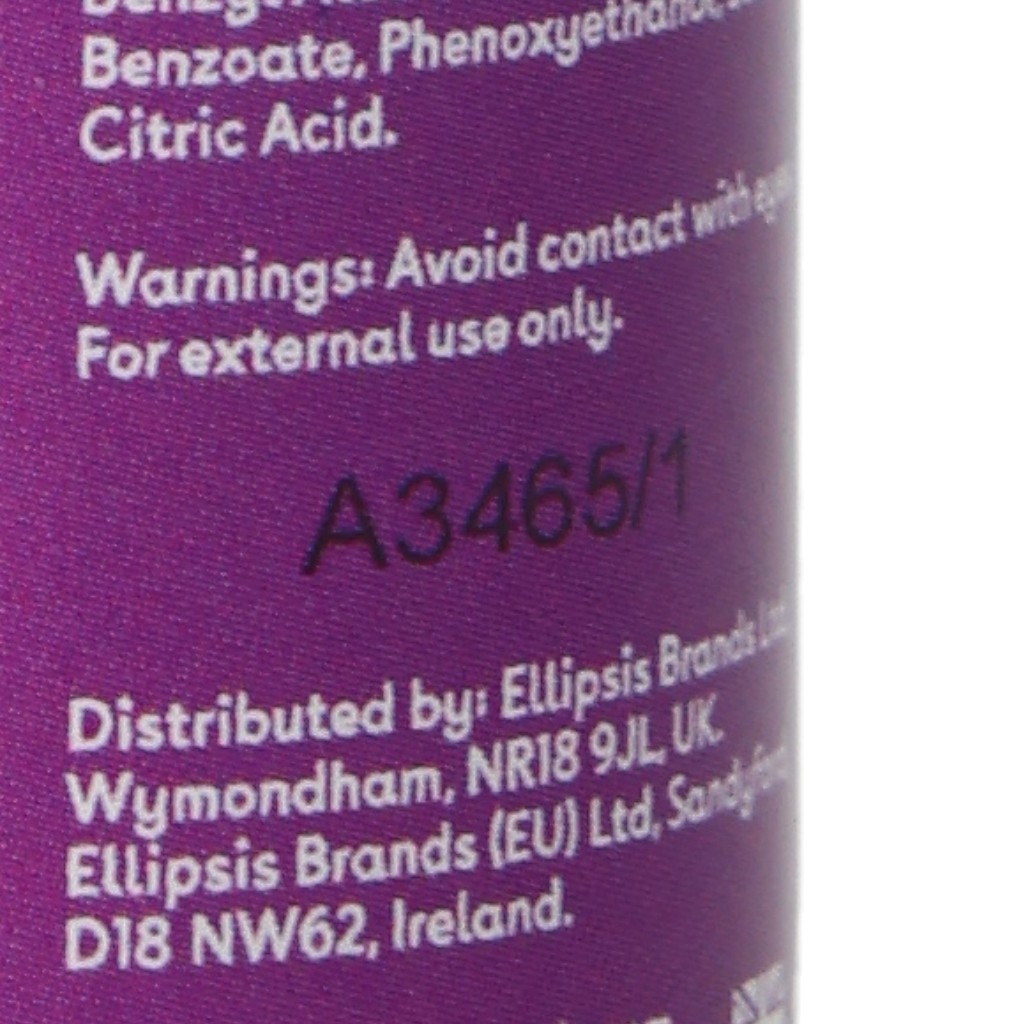 Benzoate, Phenoxyethanol,
Citric Acid.
Warnings: Avoid contact with
For external use only.
A3465/1
Distributed by: Ellipsis Brands
Wymondham, NR18 9JL, UK.
Ellipsis Brands (EU) Ltd,
D18 NW62, Ireland.